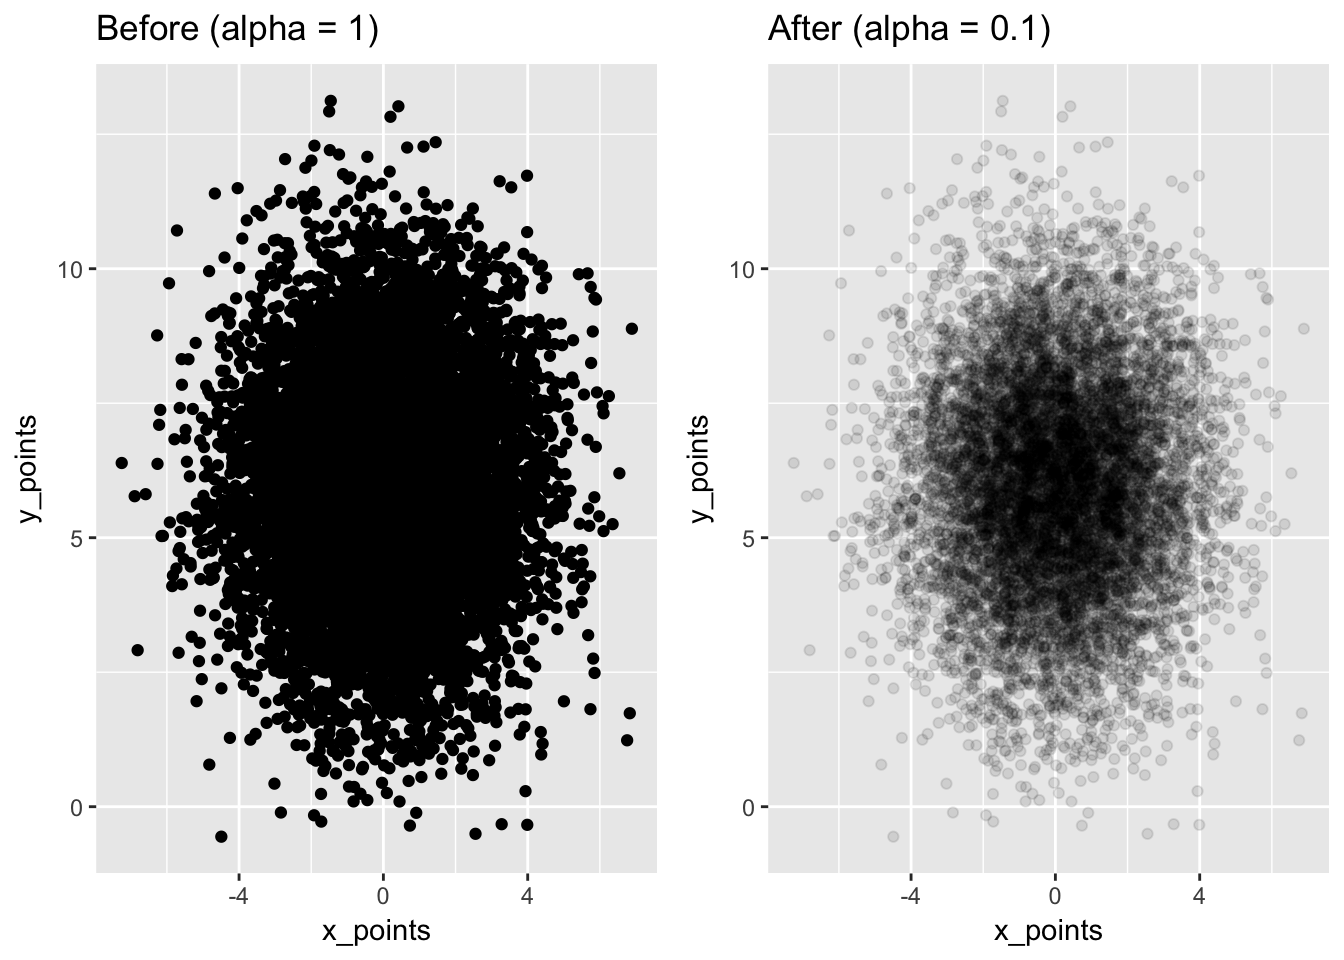 Before (alpha = 1)
y_points
10
5
0
-4
0
4
x_points
After (alpha = 0.1)
y_points
10
5
0
-4
0
4
x_points